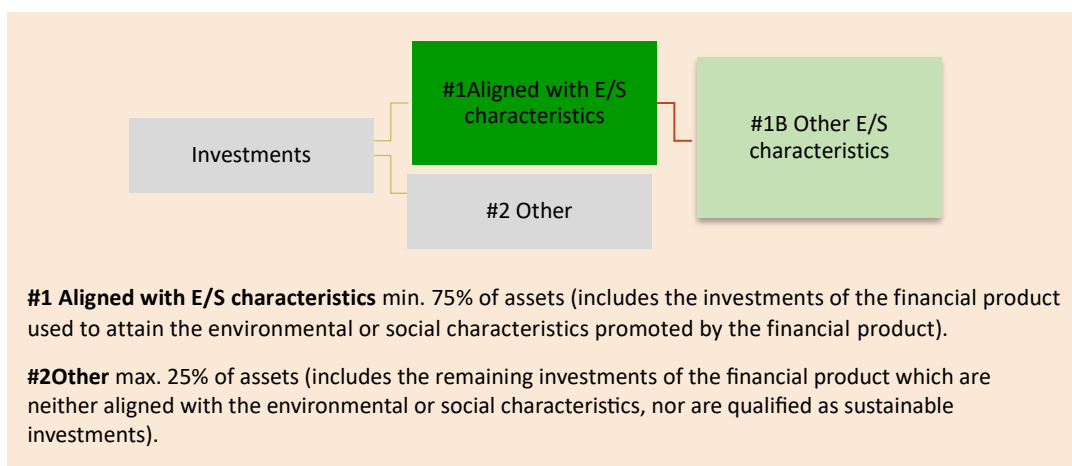 #1Aligned with E/S
characteristics
#1B Other E/S
characteristics
Investments
#2 Other
#1 Aligned with E/S characteristics min. 75% of assets (includes the investments of the financial product
used to attain the environmental or social characteristics promoted by the financial product).
#2Other max. 25% of assets (includes the remaining investments of the financial product which are
neither aligned with the environmental or social characteristics, nor are qualified as sustainable
investments).